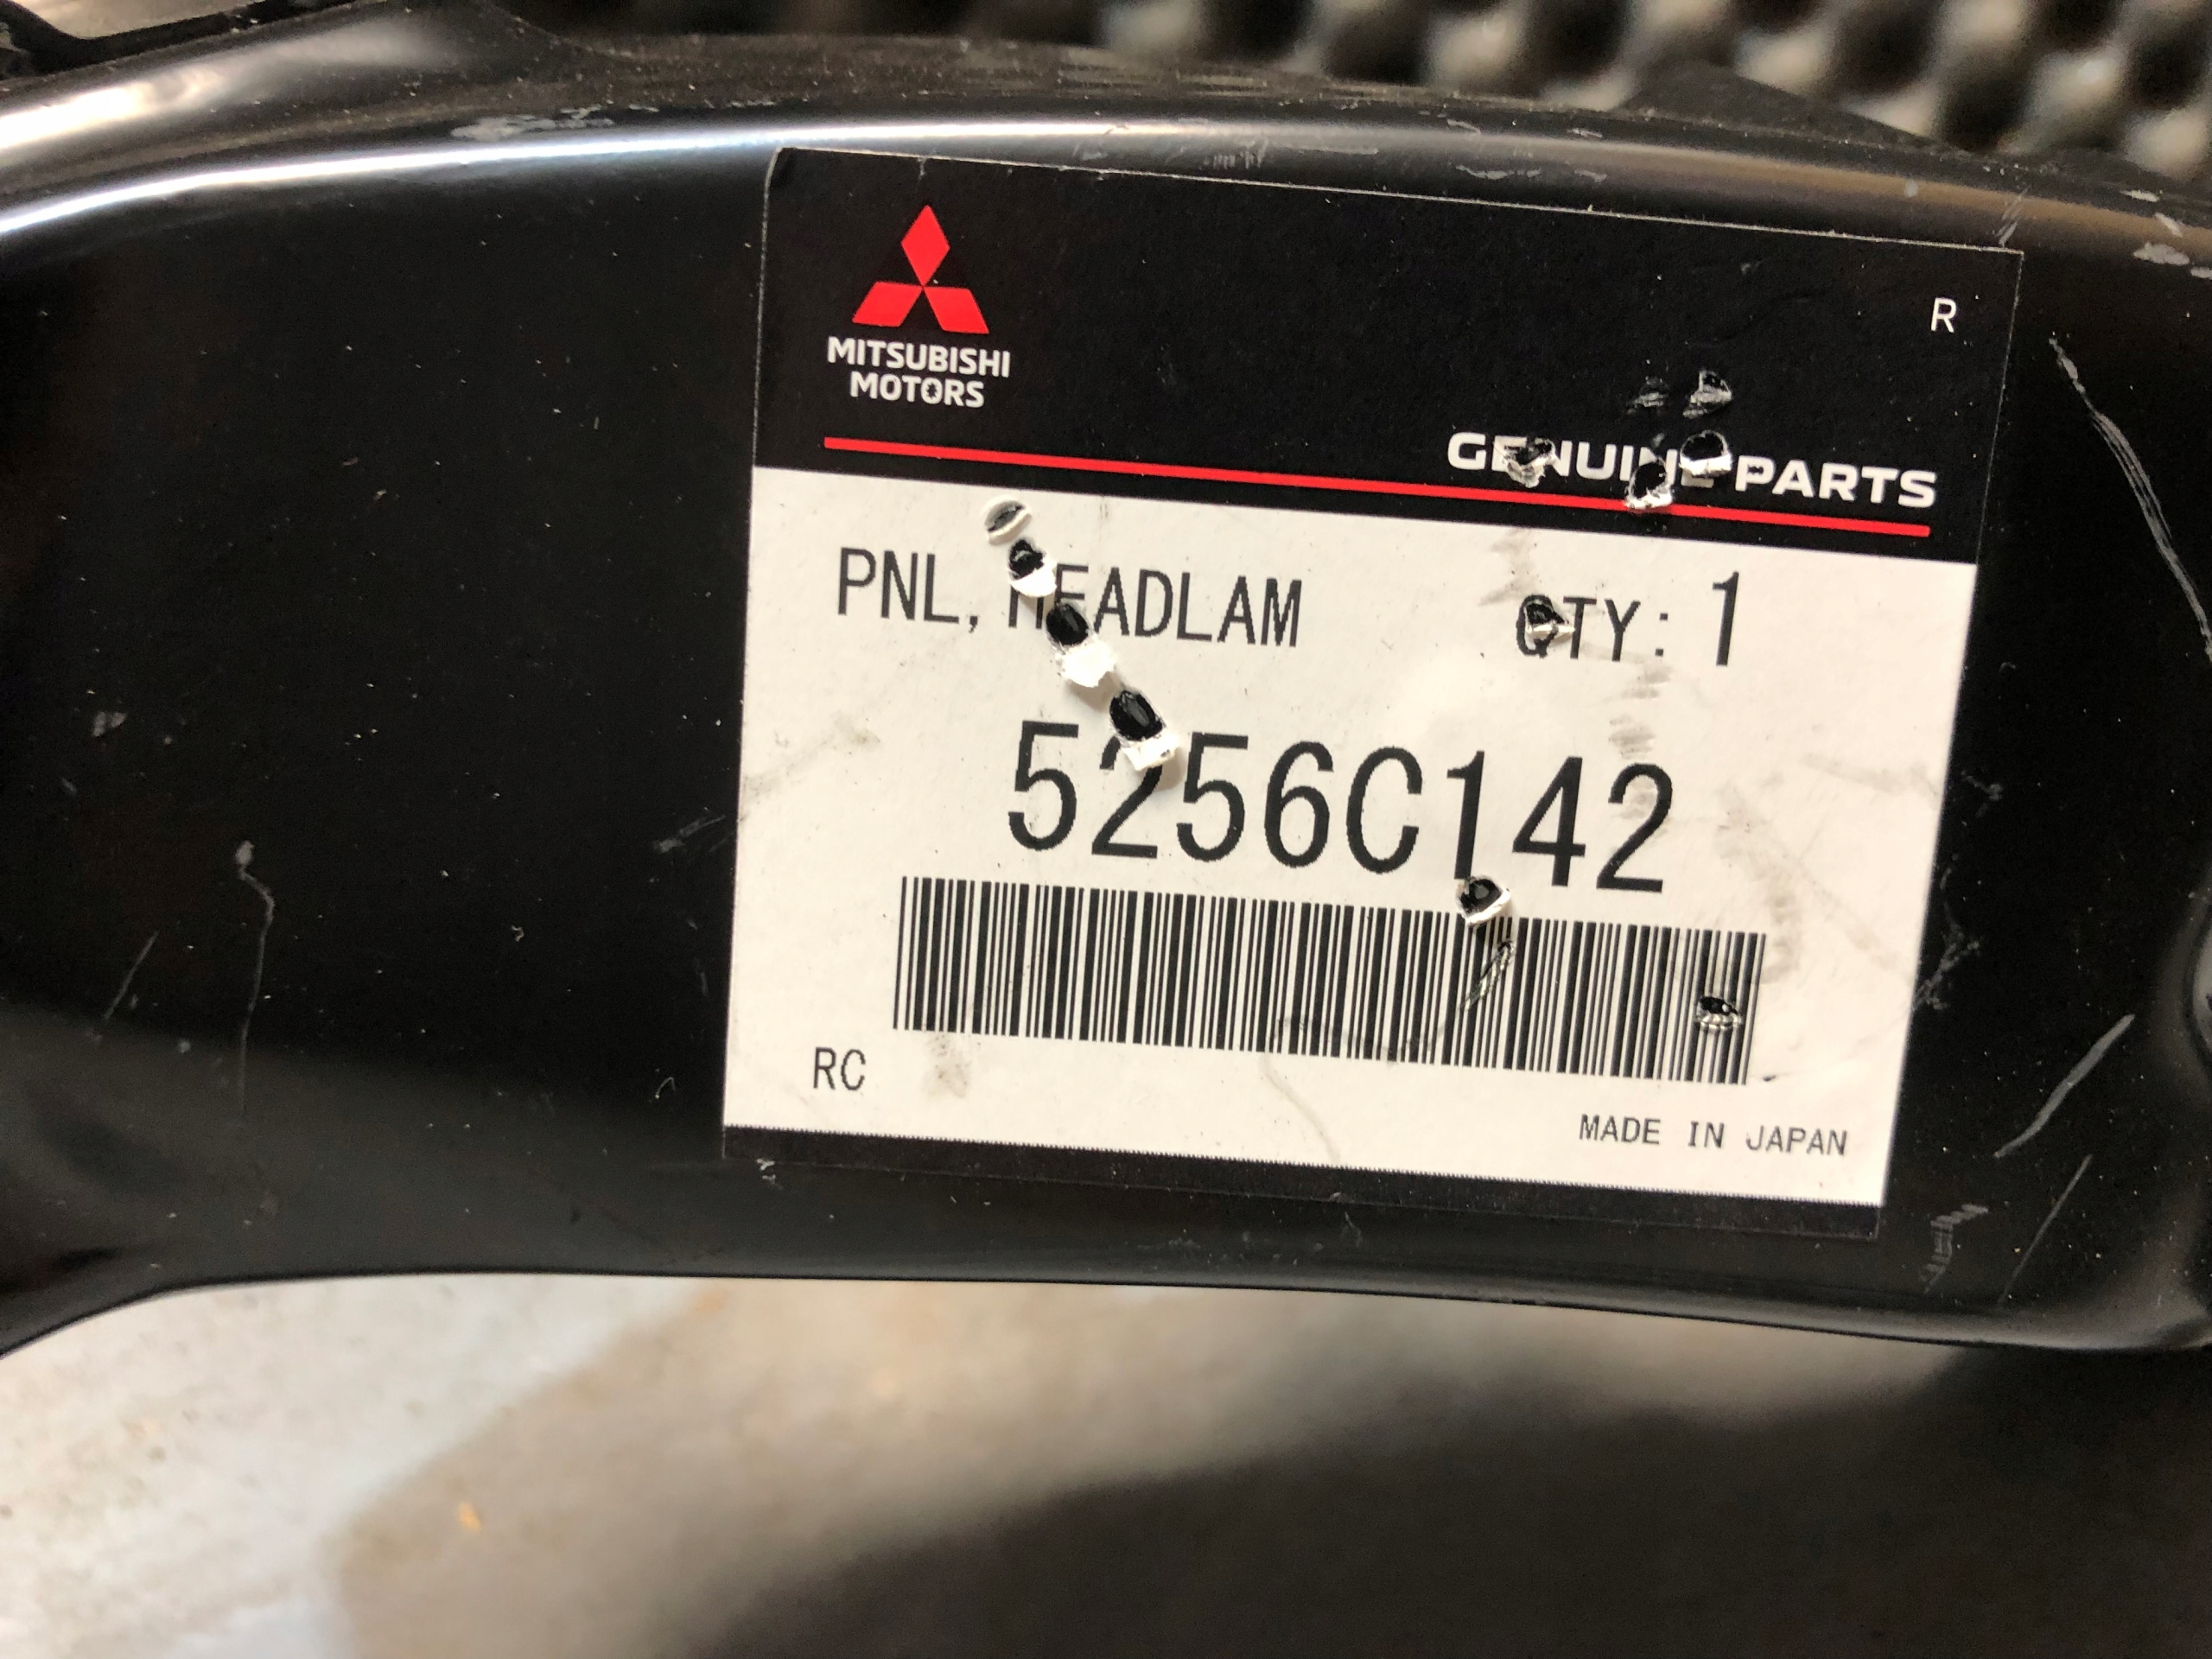 R
MITSUBISHI
MOTORS
GENUINE PARTS
PNL, HEADLAM QTY: 1
5256C142
RC
MADE IN JAPAN